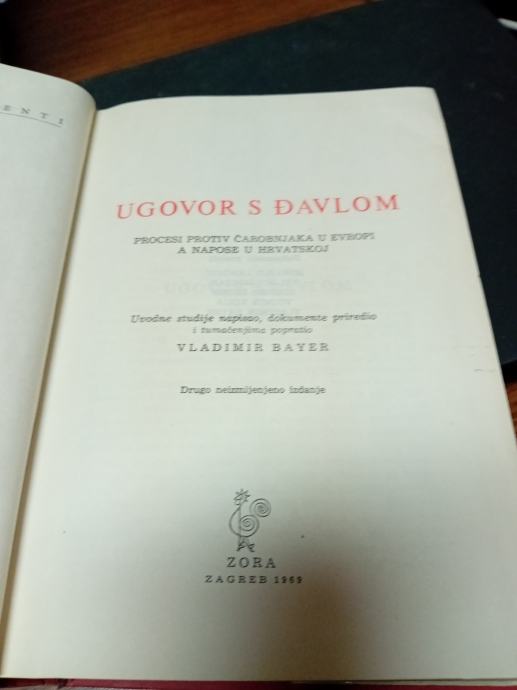 ENTI
UGOVOR S ĐAVLOM
PROCESI PROTIV ČAROBNJAKA U EVROPI
A NAPOSE U HRVATSKOJ
Uvodne studije napisao, dokumente priredio
i tumačenjima popratio
VLADIMIR BAYER
Drugo neizmijenjeno izdanje
ZORA
ZAGREB 1969